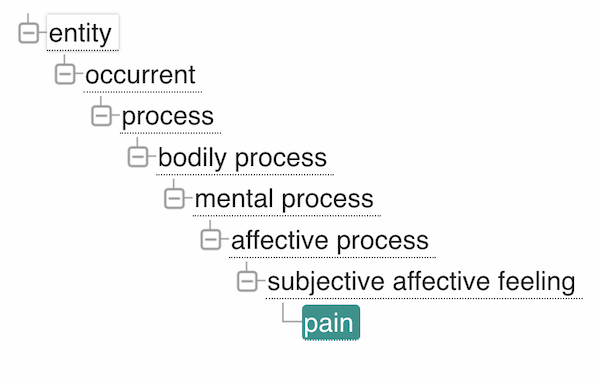 entity
occurrent
process
bodily process
mental process
affective process
subjective affective feeling
pain